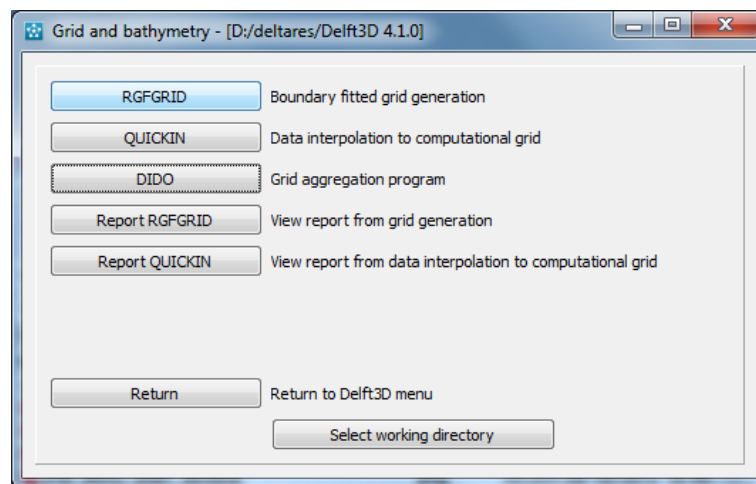 Grid and bathymetry - [D:/deltares/Delft3D 4.1.0]
RGFGRID Boundary fitted grid generation
QUICKIN Data interpolation to computational grid
DIDO Grid aggregation program
Report RGFGRID View report from grid generation
Report QUICKIN View report from data interpolation to computational grid
Return Return to Delft3D menu
Select working directory